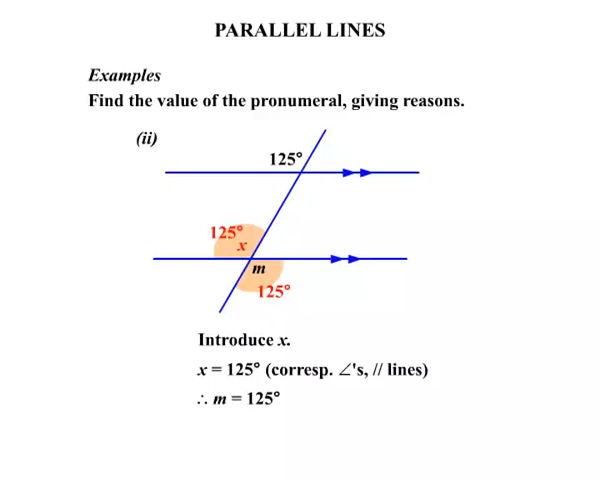 PARALLEL LINES
Examples
Find the value of the pronumeral, giving reasons.
(ii)
125°
125°
x
m
125°
Introduce x.
x = 125° (corresp. ∠'s, // lines)
∴ m = 125°